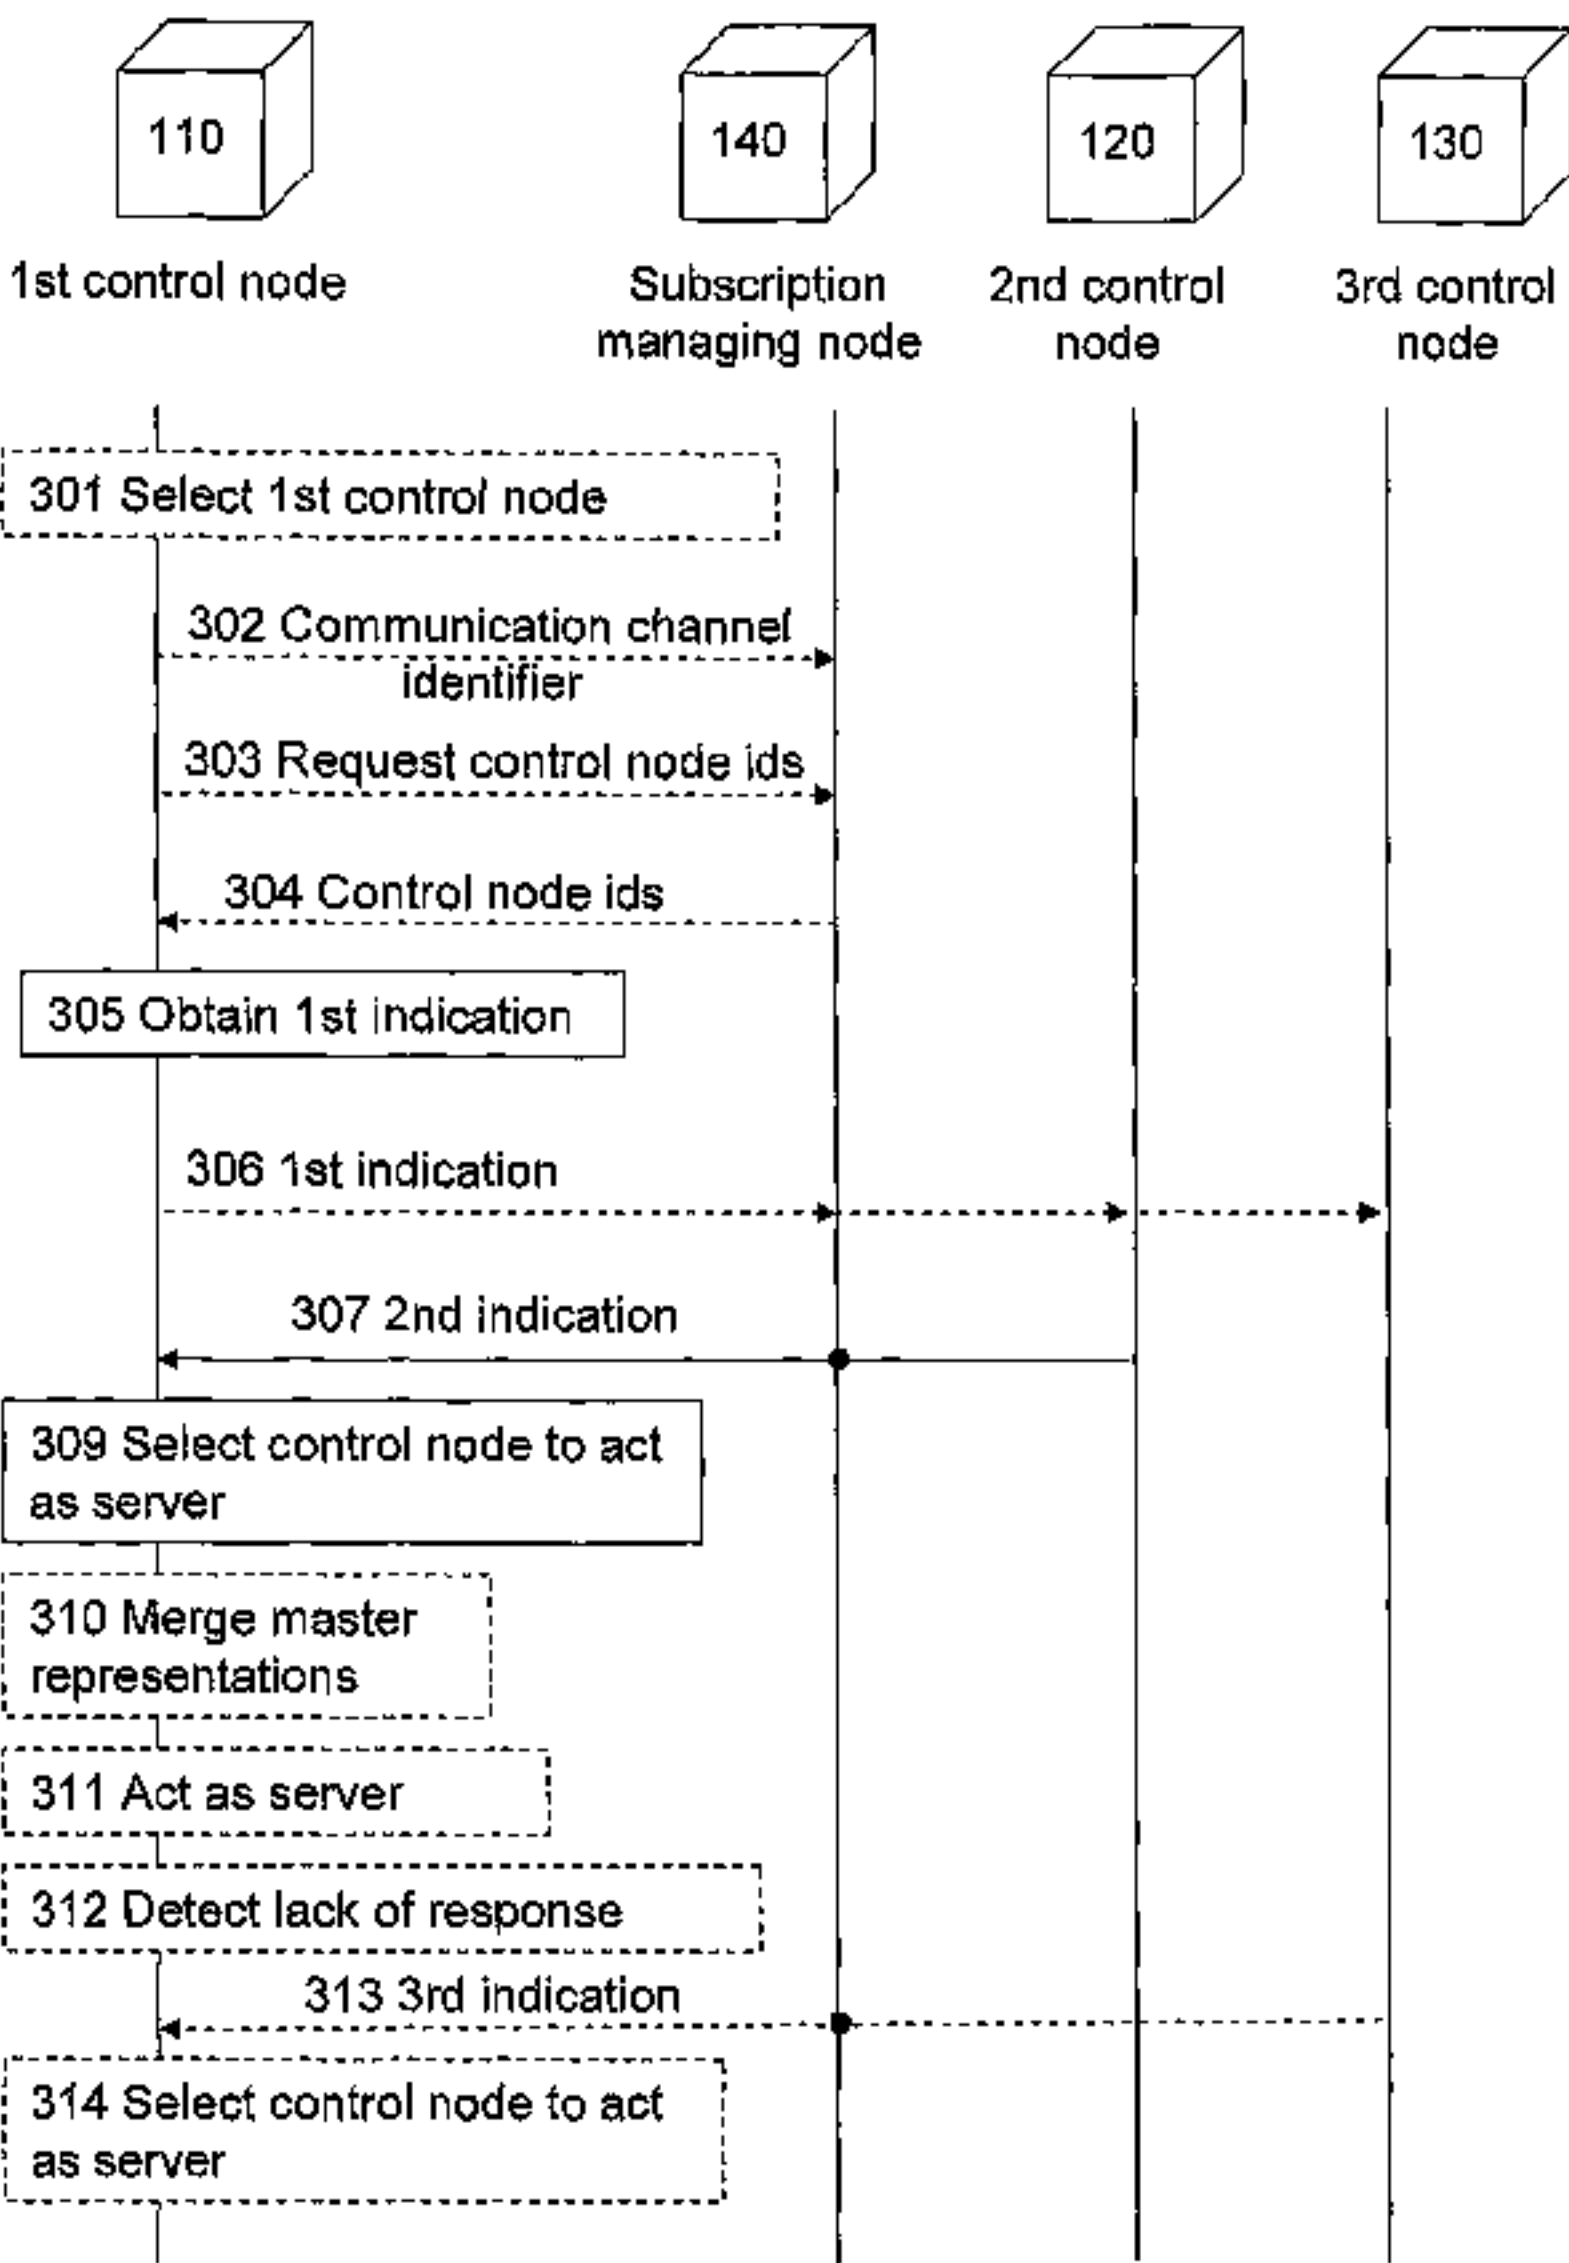 110
140
120
130
1st control node
Subscription
managing node
2nd control
node
3rd control
node
301 Select 1st control node
302 Communication channel
identifier
303 Request control node ids
304 Control node ids
305 Obtain 1st indication
306 1st indication
307 2nd indication
309 Select control node to act
as server
310 Merge master
representations
311 Act as server
312 Detect lack of response
313 3rd indication
314 Select control node to act
as server